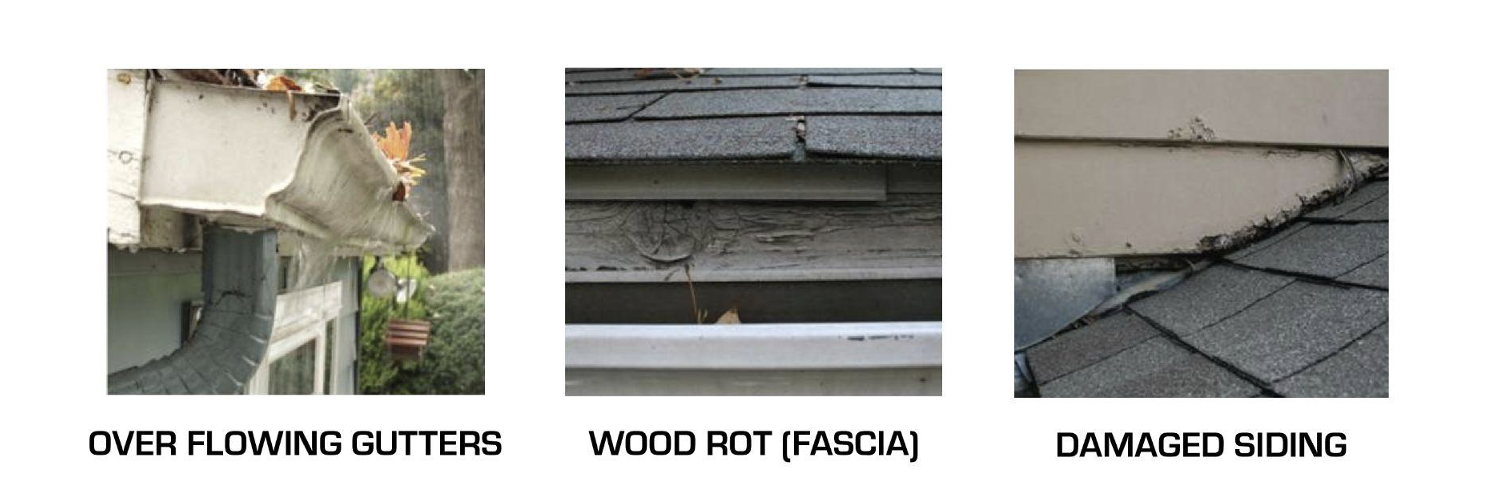 OVER FLOWING GUTTERS
WOOD ROT (FASCIA)
DAMAGED SIDING